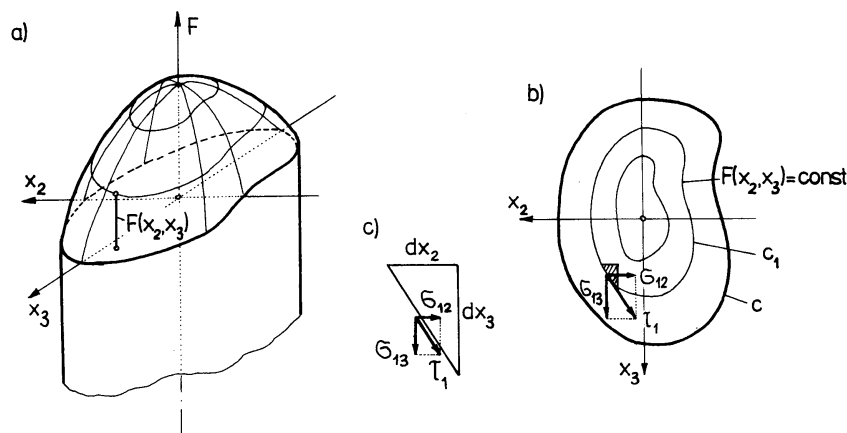 a)
F
x₂
F(x₂,x₃)
x₃
c)
dx₂
σ₁₂
dx₃
σ₁₃
τ₁
b)
F(x₂,x₃)=const
x₂
c₁
σ₁₂
σ₁₃
c
τ₁
x₃